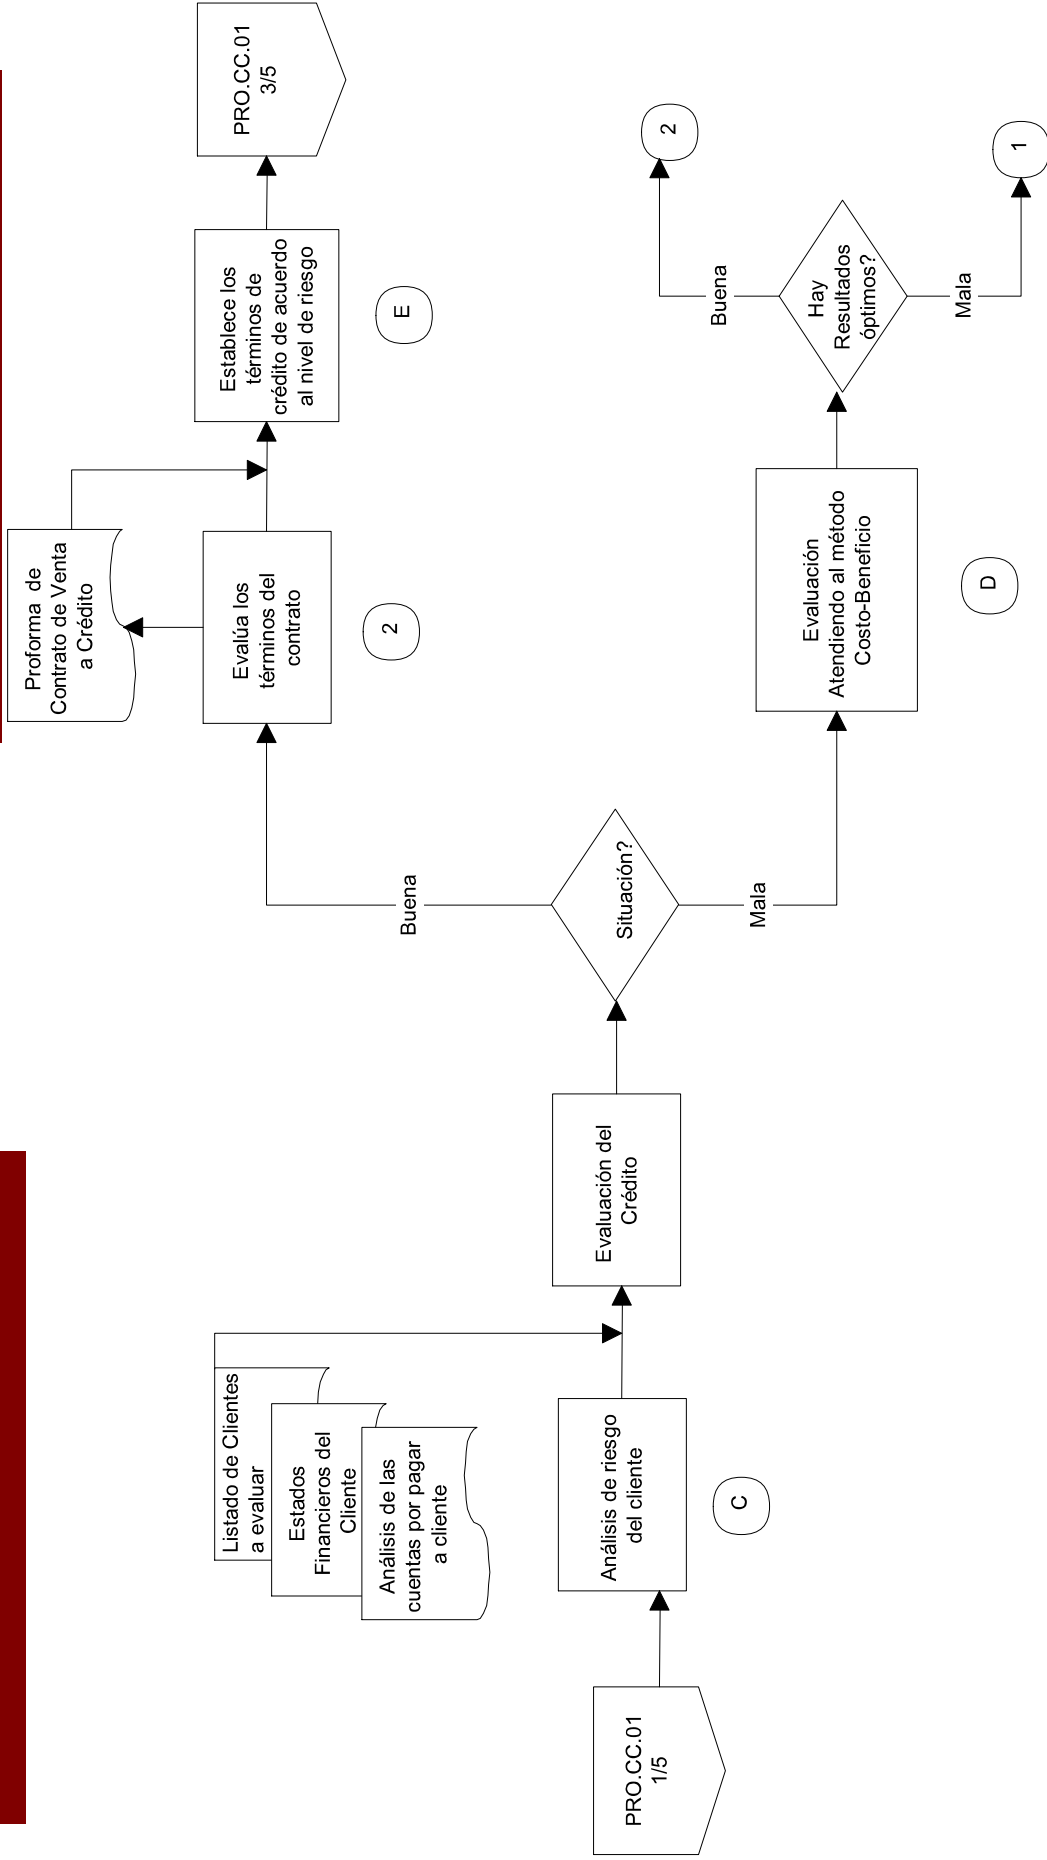 PRO.CC.01
1/5
Listado de Clientes
a evaluar
Estados
Financieros del
Cliente
Análisis de las
cuentas por pagar
a cliente
Análisis de riesgo
del cliente
C
Evaluación del
Crédito
Situación?
Buena
Mala
Proforma de
Contrato de Venta
a Crédito
Evalúa los
términos del
contrato
2
Establece los
términos de
crédito de acuerdo
al nivel de riesgo
E
PRO.CC.01
3/5
Evaluación
Atendiendo al método
Costo-Beneficio
D
Hay
Resultados
óptimos?
Buena
2
Mala
1